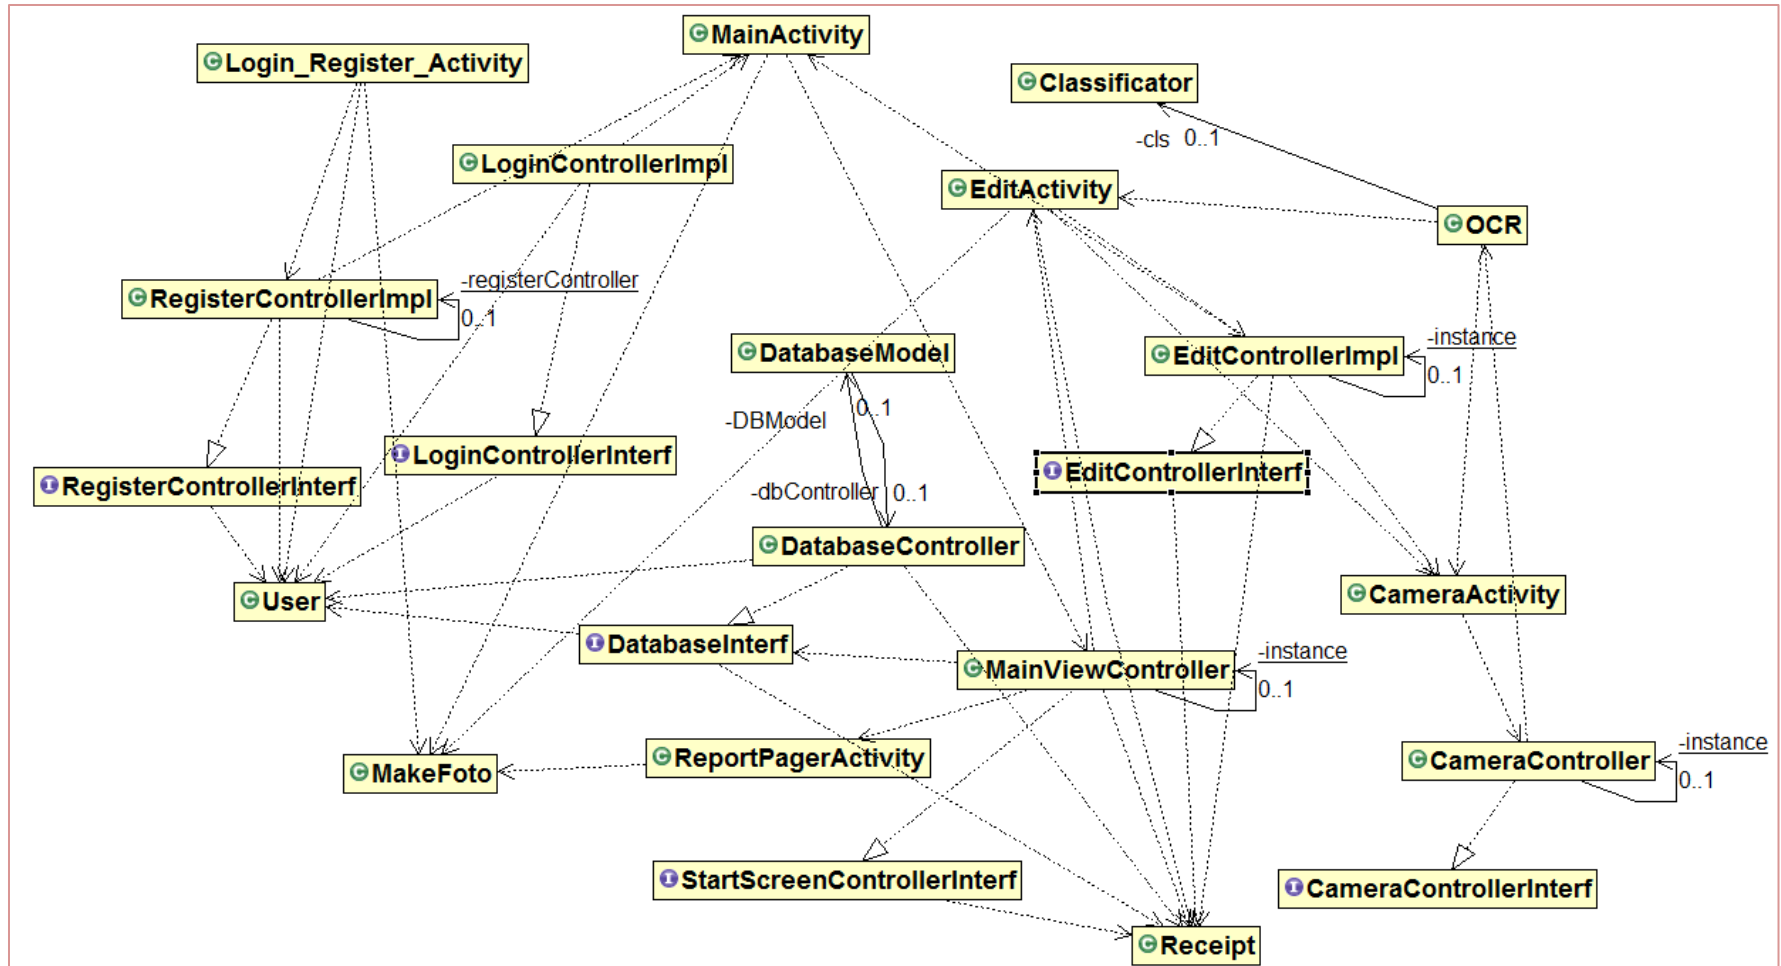 MainActivity
Login_Register_Activity
Classificator
-cls 0..1
LoginControllerImpl
EditActivity
OCR
-registerController
RegisterControllerImpl
0..1
-instance
DatabaseModel
EditControllerImpl
0..1
0..1
-DBModel
LoginControllerInterf
EditControllerInterf
RegisterControllerInterf
-dbController 0..1
DatabaseController
CameraActivity
User
DatabaseInterf
-instance
MainViewController
0..1
-instance
ReportPagerActivity
CameraController
MakeFoto
0..1
StartScreenControllerInterf
CameraControllerInterf
Receipt